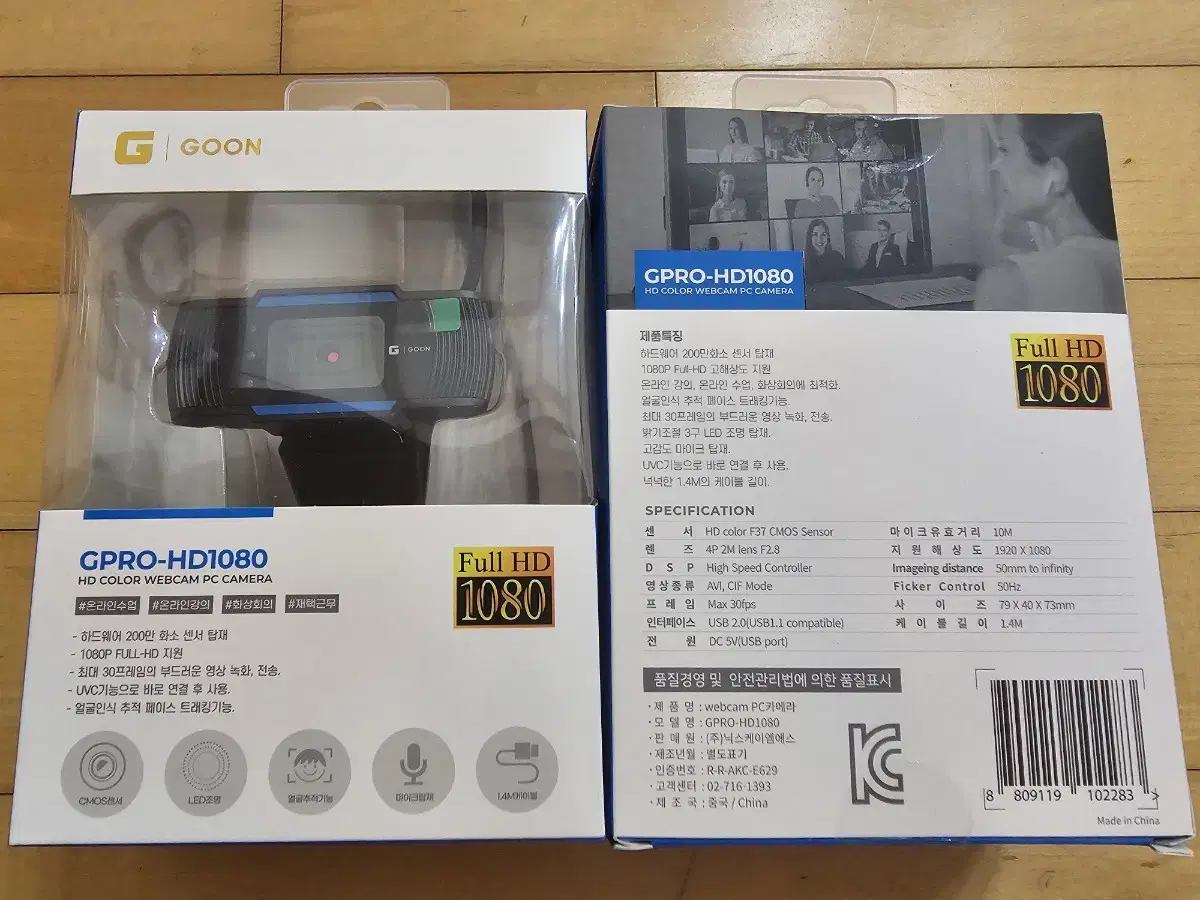 G | GOON
G | GOON
GPRO-HD1080
HD COLOR WEBCAM PC CAMERA
#온라인수업 #온라인강의 #화상회의 #재택근무
Full HD
1080
- 하드웨어 200만 화소 센서 탑재
- 1080P FULL-HD 지원
- 최대 30프레임의 부드러운 영상 녹화, 전송.
- UVC기능으로 바로 연결 후 사용.
- 얼굴인식 추적 페이스 트래킹기능.
CMOS센서
LED조명
얼굴추적기능
마이크탑재
1.4M케이블
GPRO-HD1080
HD COLOR WEBCAM PC CAMERA
제품특징
하드웨어 200만화소 센서 탑재
1080P Full-HD 고해상도 지원
온라인 강의, 온라인 수업, 화상회의에 최적화.
얼굴인식 추적 페이스 트래킹기능.
최대 30프레임의 부드러운 영상 녹화, 전송.
밝기조절 3구 LED 조명 탑재.
고감도 마이크 탑재.
UVC기능으로 바로 연결 후 사용.
넉넉한 1.4M의 케이블 길이.
Full HD
1080
SPECIFICATION
센 서 HD color F37 CMOS Sensor 마이크유효거리 10M
렌 즈 4P 2M lens F2.8 지원해상도 1920 X 1080
D S P High Speed Controller Imageing distance 50mm to infinity
영상종류 AVI, CIF Mode Ficker Control 50Hz
프레임 Max 30fps 사 이 즈 79 X 40 X 73mm
인터페이스 USB 2.0(USB1.1 compatible) 케이블길이 1.4M
전 원 DC 5V(USB port)
품질경영 및 안전관리법에 의한 품질표시
· 제 품 명 : webcam PC카메라
· 모 델 명 : GPRO-HD1080
· 판 매 원 : (주)닉스케이엠에스
· 제조년월 : 별도표기
· 인증번호 : R-R-AKC-E629
· 고객센터 : 02-716-1393
· 제 조 국 : 중국 / China
KC
8 809119 102283 >
Made in China